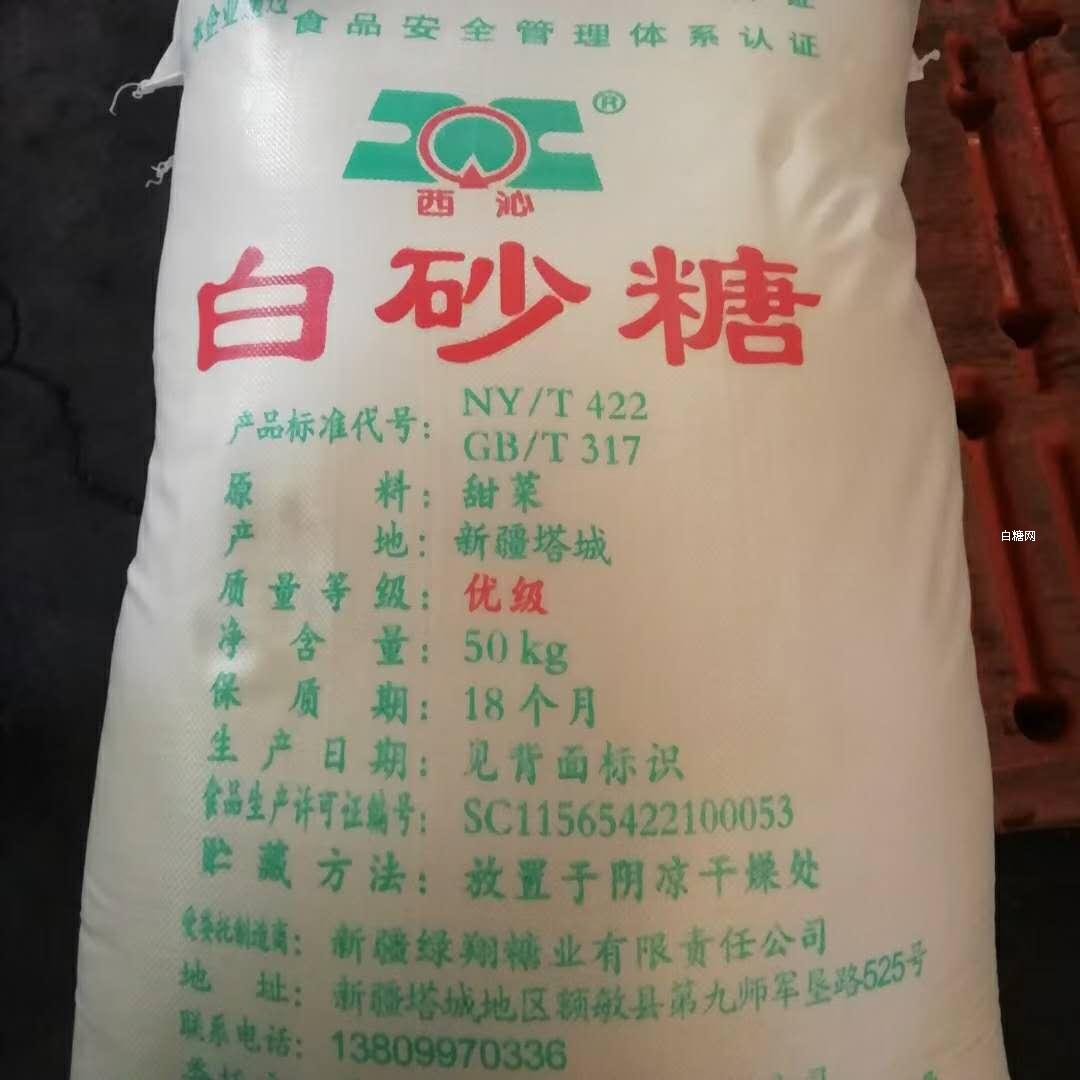 本企业通过
证
食品安全管理体系认证
®
西沁
白砂糖
产品标准代号：NY/T 422
GB/T 317
原料：甜菜
产地：新疆塔城
质量等级：优级
净含量：50 kg
保质期：18个月
生产日期：见背面标识
食品生产许可证编号：SC11565422100053
贮藏方法：放置于阴凉干燥处
受委托制造商：新疆绿翔糖业有限责任公司
地址：新疆塔城地区额敏县第九师军垦路525号
联系电话：13809970336
白糖网